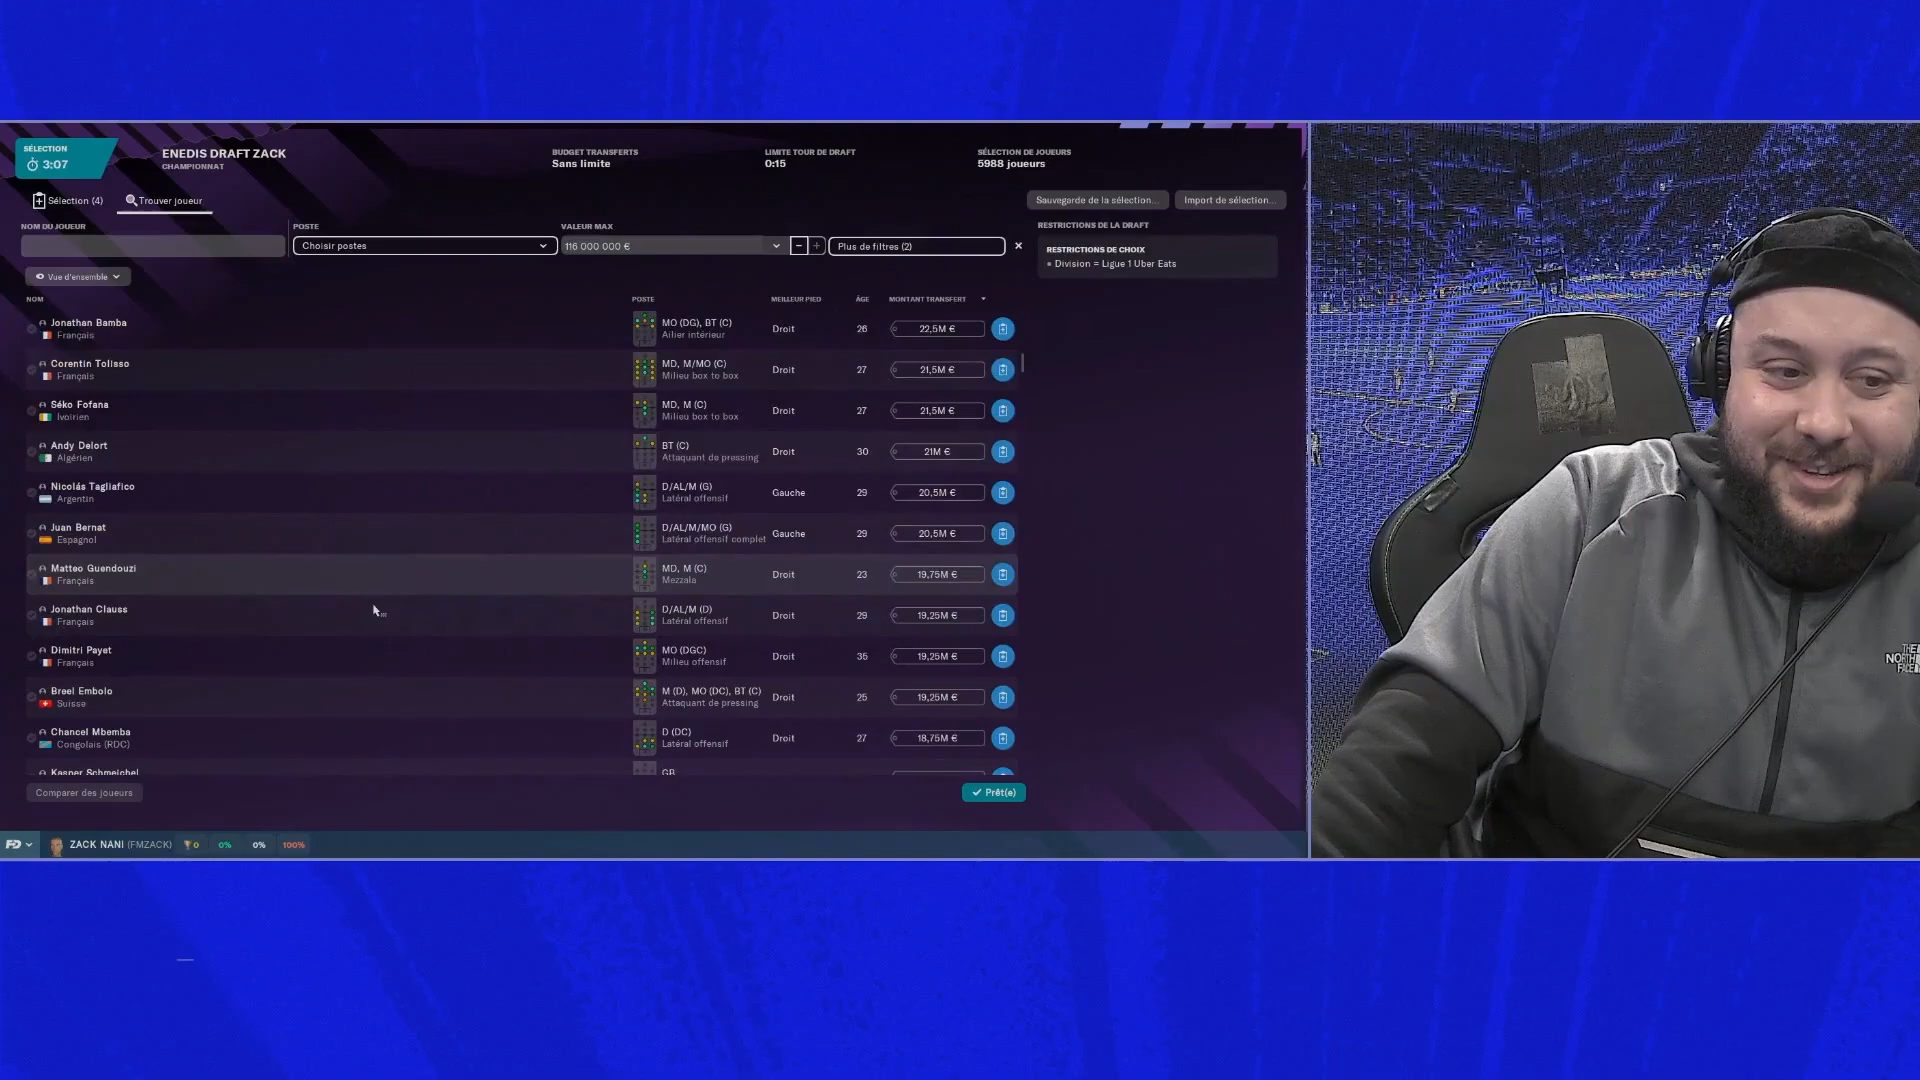 SÉLECTION
3:07
ENEDIS DRAFT ZACK
CHAMPIONNAT
BUDGET TRANSFERTS
Sans limite
LIMITE TOUR DE DRAFT
0:15
SÉLECTION DE JOUEURS
5988 joueurs
Sélection (4)
Trouver joueur
Sauvegarde de la sélection...
Import de sélection...
NOM DU JOUEUR
POSTE
Choisir postes
VALEUR MAX
116 000 000 €
Plus de filtres (2)
RESTRICTIONS DE LA DRAFT
RESTRICTIONS DE CHOIX
Division = Ligue 1 Uber Eats
Vue d'ensemble
NOM POSTE MEILLEUR PIED ÂGE MONTANT TRANSFERT
Jonathan Bamba MO (DG), BT (C)
Français Ailier intérieur Droit 26 22,5M €
Corentin Tolisso MD, M/MO (C)
Français Milieu box to box Droit 27 21,5M €
Séko Fofana MD, M (C)
Ivoirien Milieu box to box Droit 27 21,5M €
Andy Delort BT (C)
Algérien Attaquant de pressing Droit 30 21M €
Nicolás Tagliafico D/AL/M (G)
Argentin Latéral offensif Gauche 29 20,5M €
Juan Bernat D/AL/M/MO (G)
Espagnol Latéral offensif complet Gauche 29 20,5M €
Matteo Guendouzi MD, M (C)
Français Mezzala Droit 23 19,75M €
Jonathan Clauss D/AL/M (D)
Français Latéral offensif Droit 29 19,25M €
Dimitri Payet MO (DGC)
Français Milieu offensif Droit 35 19,25M €
Breel Embolo M (D), MO (DC), BT (C)
Suisse Attaquant de pressing Droit 25 19,25M €
Chancel Mbemba D (DC)
Congolais (RDC) Latéral offensif Droit 27 18,75M €
Kasper Schmeichel GB
Comparer des joueurs
Prêt(e)
FD ZACK NANI (FMZACK) 0 0% 0% 100%
THE
NORTH
FACE